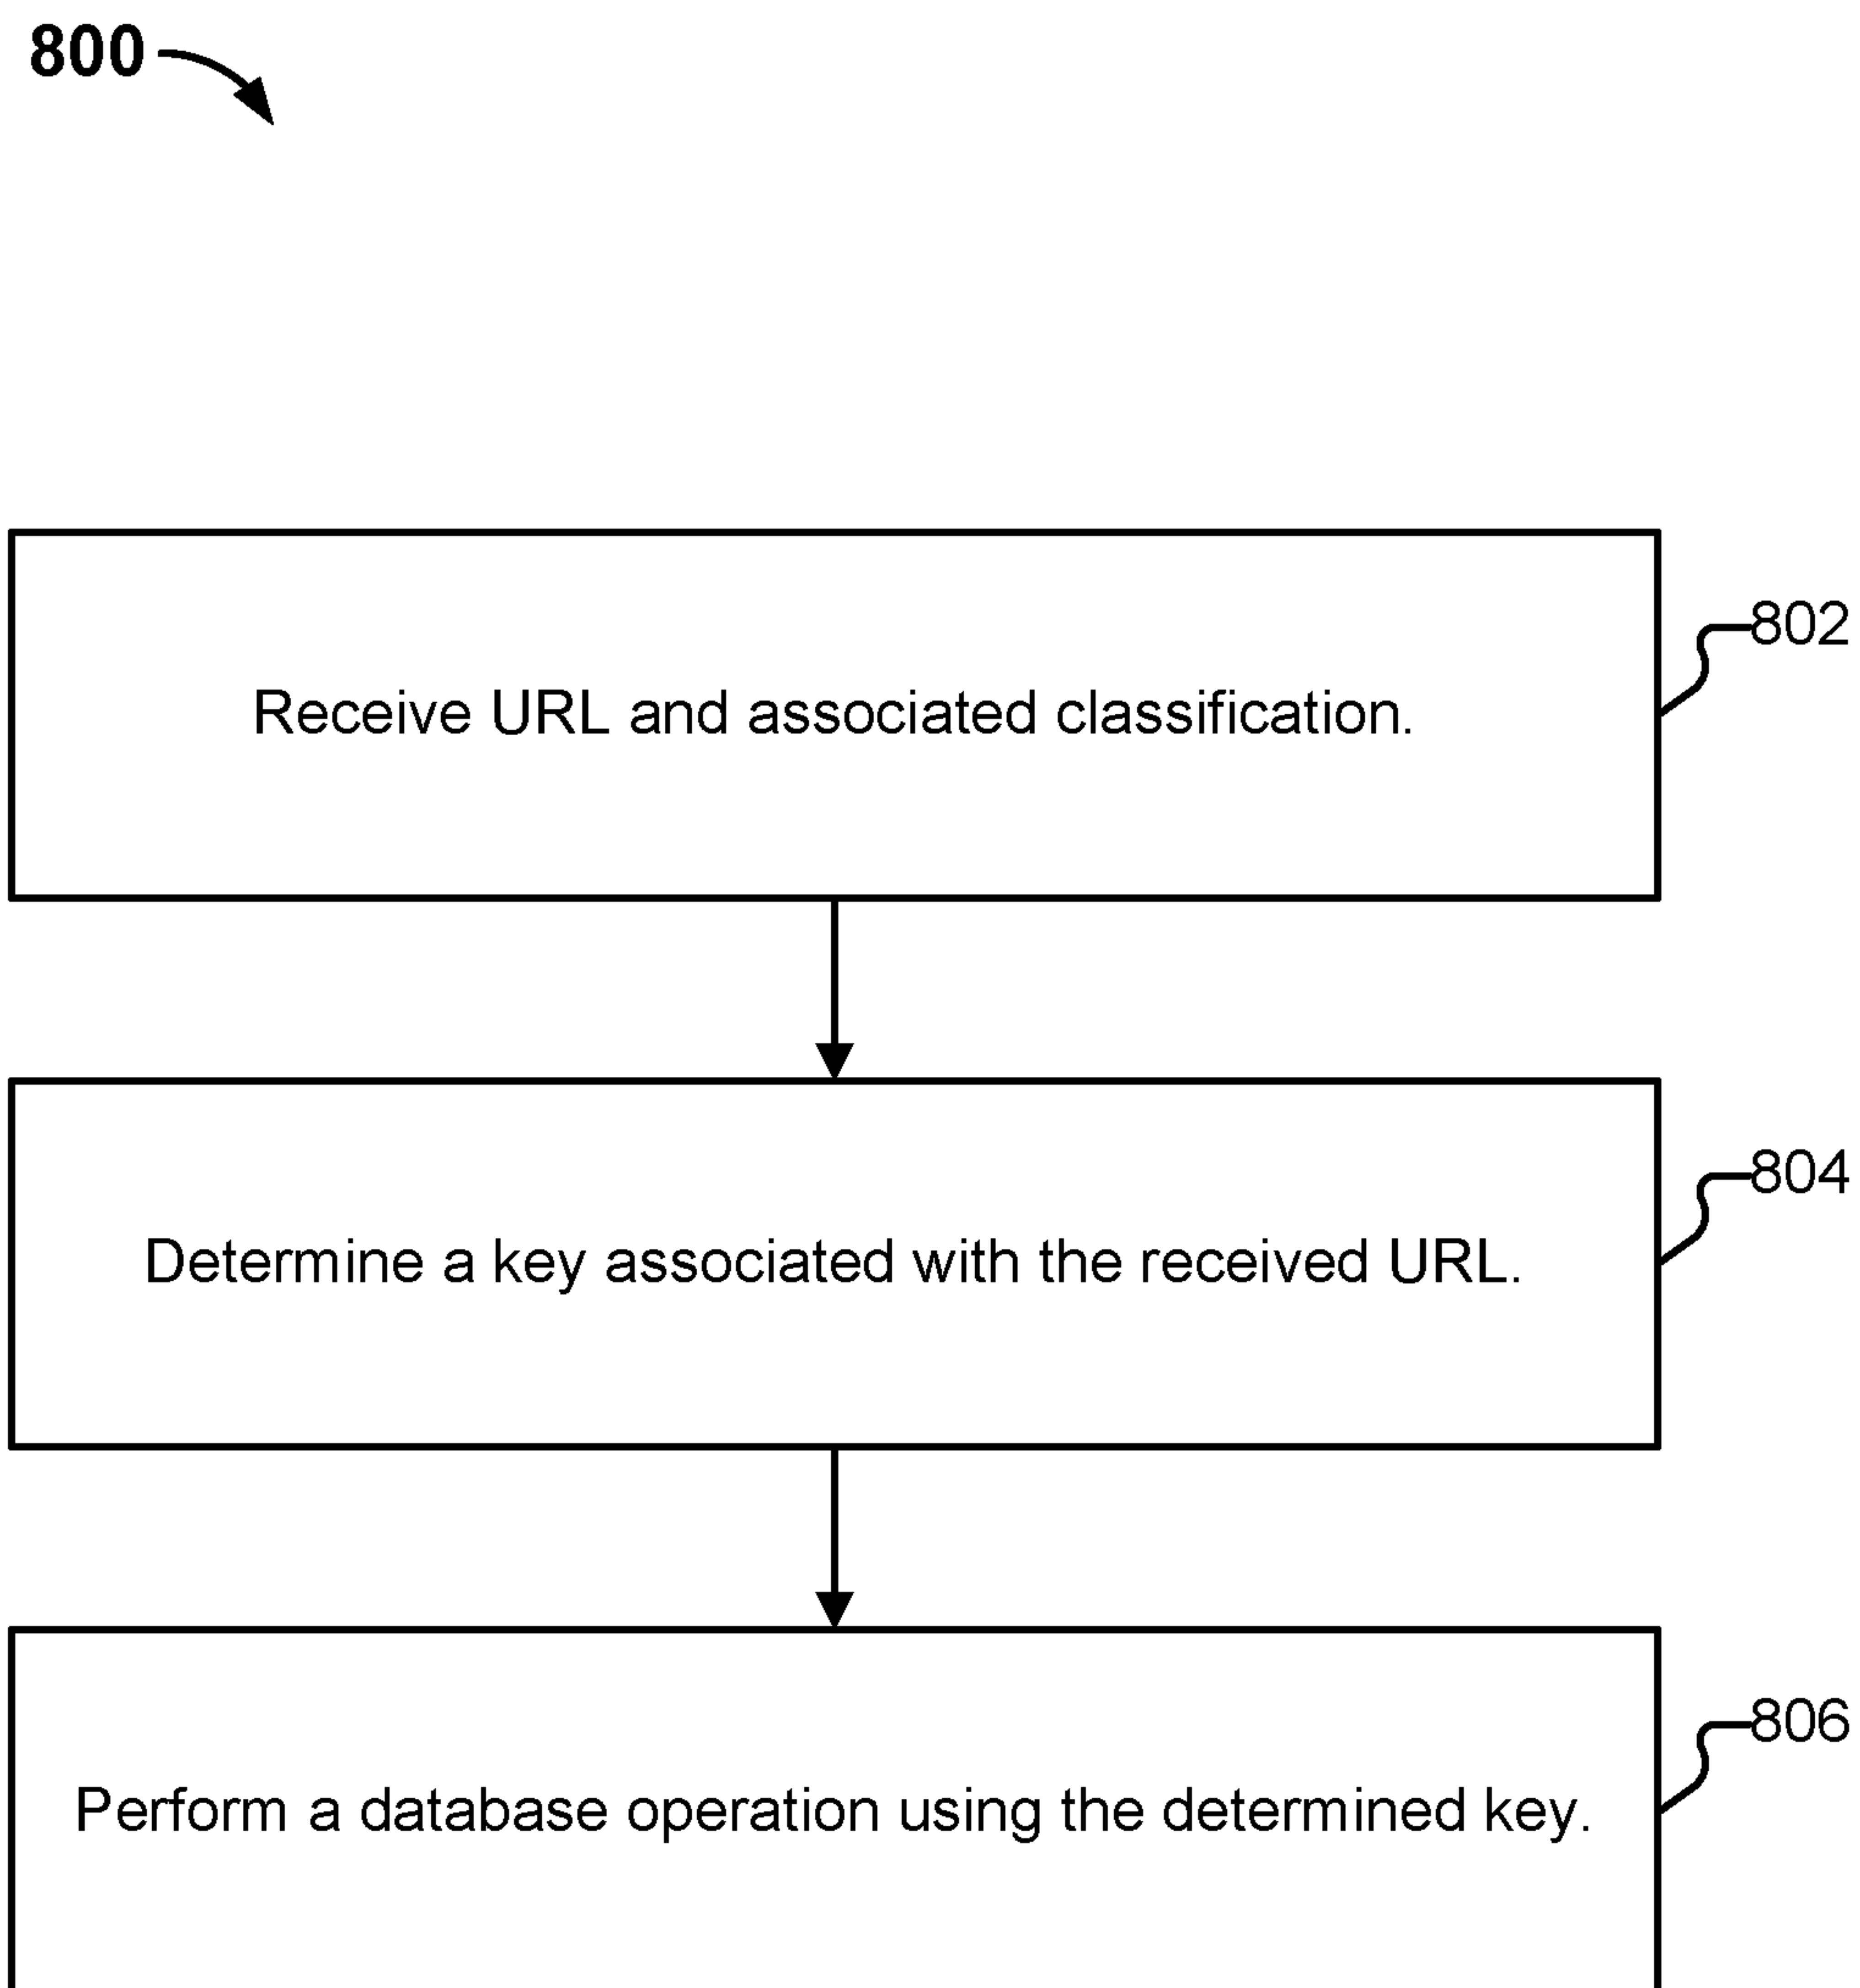 800
802
Receive URL and associated classification.
804
Determine a key associated with the received URL.
806
Perform a database operation using the determined key.